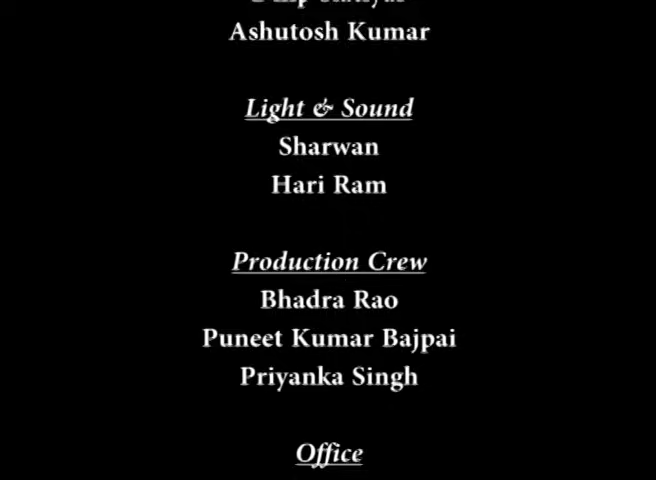 Ashutosh Kumar
Light & Sound
Sharwan
Hari Ram
Production Crew
Bhadra Rao
Puneet Kumar Bajpai
Priyanka Singh
Office